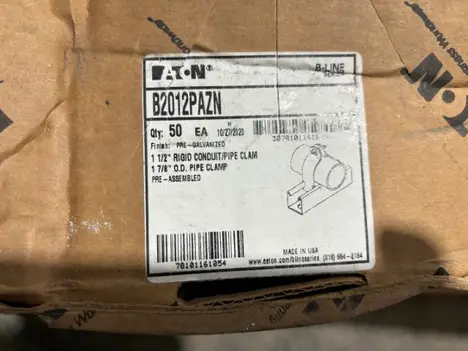 EATON
B-LINE
SERIES
B2012PAZN
Qty: 50 EA
H
10/27/2020
Finish: PRE-GALVANIZED
1 1/2" RIGID CONDUIT/PIPE CLAM
1 7/8" O.D. PIPE CLAMP
PRE-ASSEMBLED
78101161054
MADE IN USA